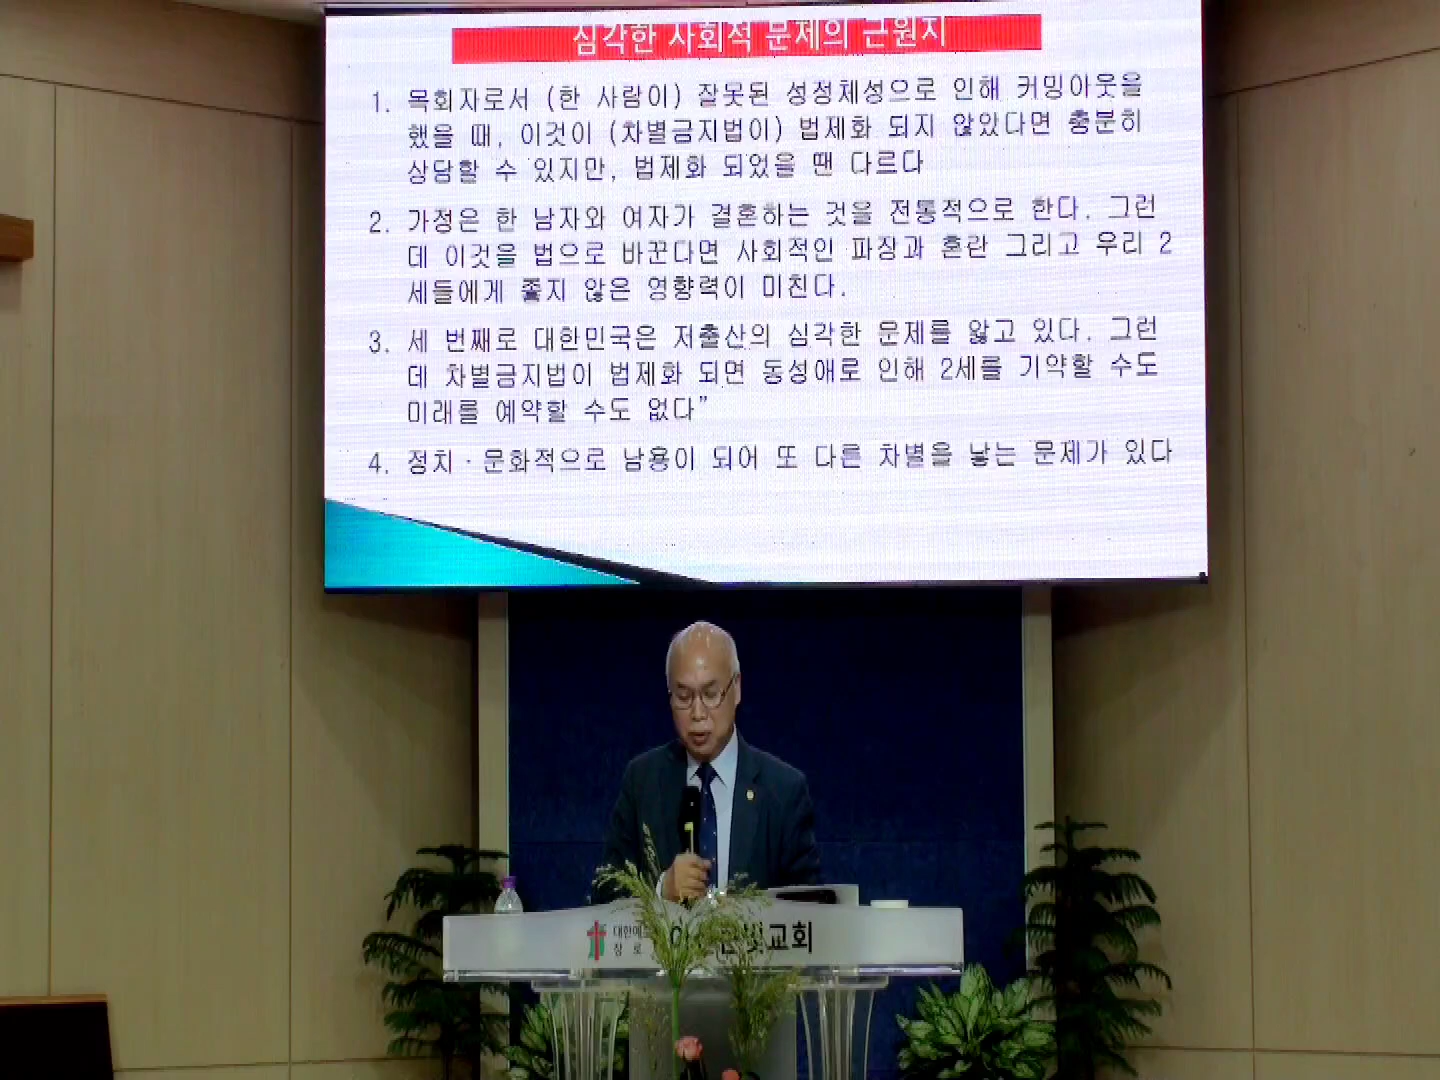 심각한 사회적 문제의 근원지
1. 목회자로서 (한 사람이) 잘못된 성정체성으로 인해 커밍아웃을
했을 때, 이것이 (차별금지법이) 법제화 되지 않았다면 충분히
상담할 수 있지만, 법제화 되었을 땐 다르다
2. 가정은 한 남자와 여자가 결혼하는 것을 전통적으로 한다. 그런
데 이것을 법으로 바꾼다면 사회적인 파장과 혼란 그리고 우리 2
세들에게 좋지 않은 영향력이 미친다.
3. 세 번째로 대한민국은 저출산의 심각한 문제를 앓고 있다. 그런
데 차별금지법이 법제화 되면 동성애로 인해 2세를 기약할 수도
미래를 예약할 수도 없다”
4. 정치·문화적으로 남용이 되어 또 다른 차별을 낳는 문제가 있다
대한예
장 로
교회